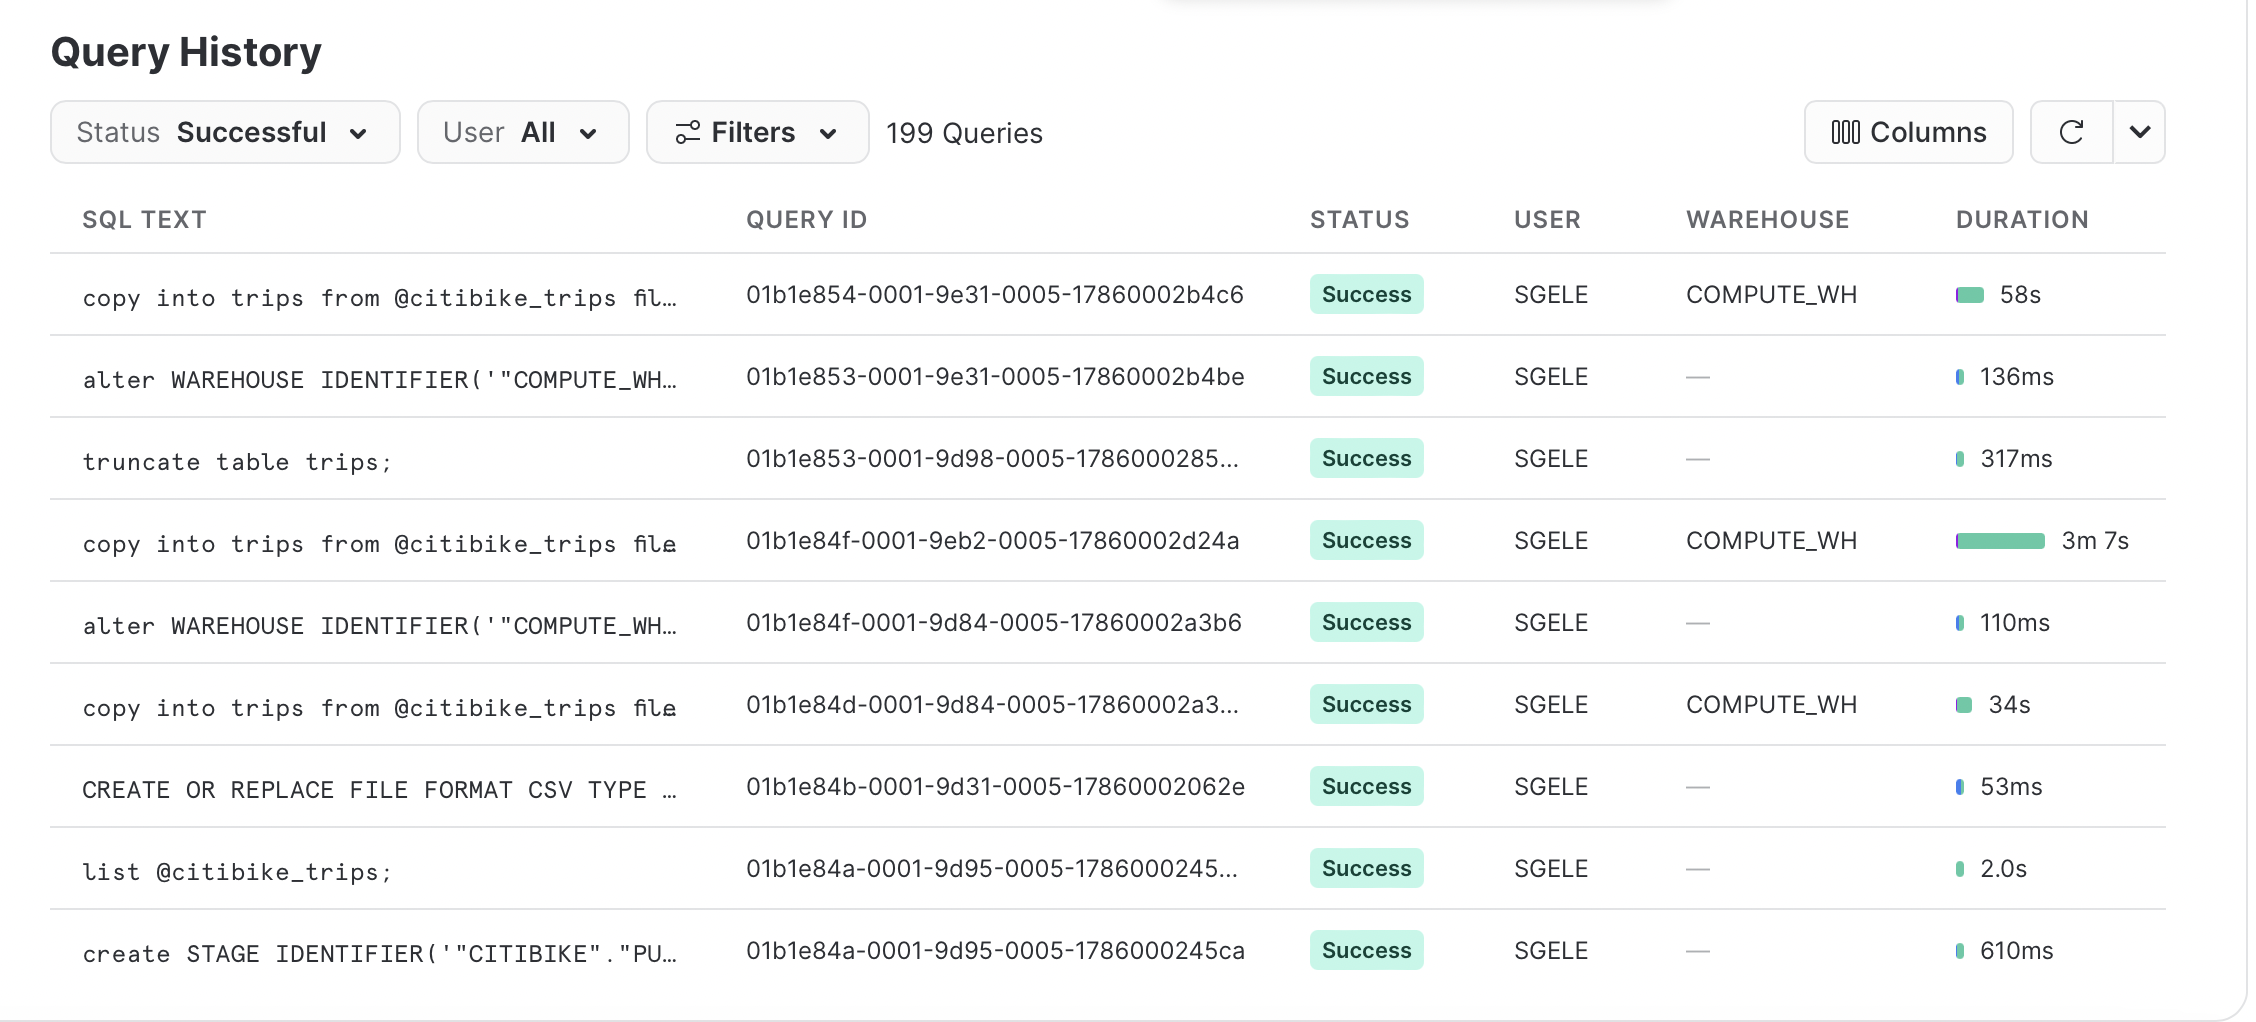 Query History
Status Successful User All Filters 199 Queries Columns
SQL TEXT QUERY ID STATUS USER WAREHOUSE DURATION
copy into trips from @citibike_trips fil… 01b1e854-0001-9e31-0005-17860002b4c6 Success SGELE COMPUTE_WH 58s
alter WAREHOUSE IDENTIFIER('"COMPUTE_WH… 01b1e853-0001-9e31-0005-17860002b4be Success SGELE — 136ms
truncate table trips; 01b1e853-0001-9d98-0005-1786000285… Success SGELE — 317ms
copy into trips from @citibike_trips file… 01b1e84f-0001-9eb2-0005-17860002d24a Success SGELE COMPUTE_WH 3m 7s
alter WAREHOUSE IDENTIFIER('"COMPUTE_WH… 01b1e84f-0001-9d84-0005-17860002a3b6 Success SGELE — 110ms
copy into trips from @citibike_trips file… 01b1e84d-0001-9d84-0005-17860002a3… Success SGELE COMPUTE_WH 34s
CREATE OR REPLACE FILE FORMAT CSV TYPE … 01b1e84b-0001-9d31-0005-17860002062e Success SGELE — 53ms
list @citibike_trips; 01b1e84a-0001-9d95-0005-1786000245… Success SGELE — 2.0s
create STAGE IDENTIFIER('"CITIBIKE"."PU… 01b1e84a-0001-9d95-0005-1786000245ca Success SGELE — 610ms